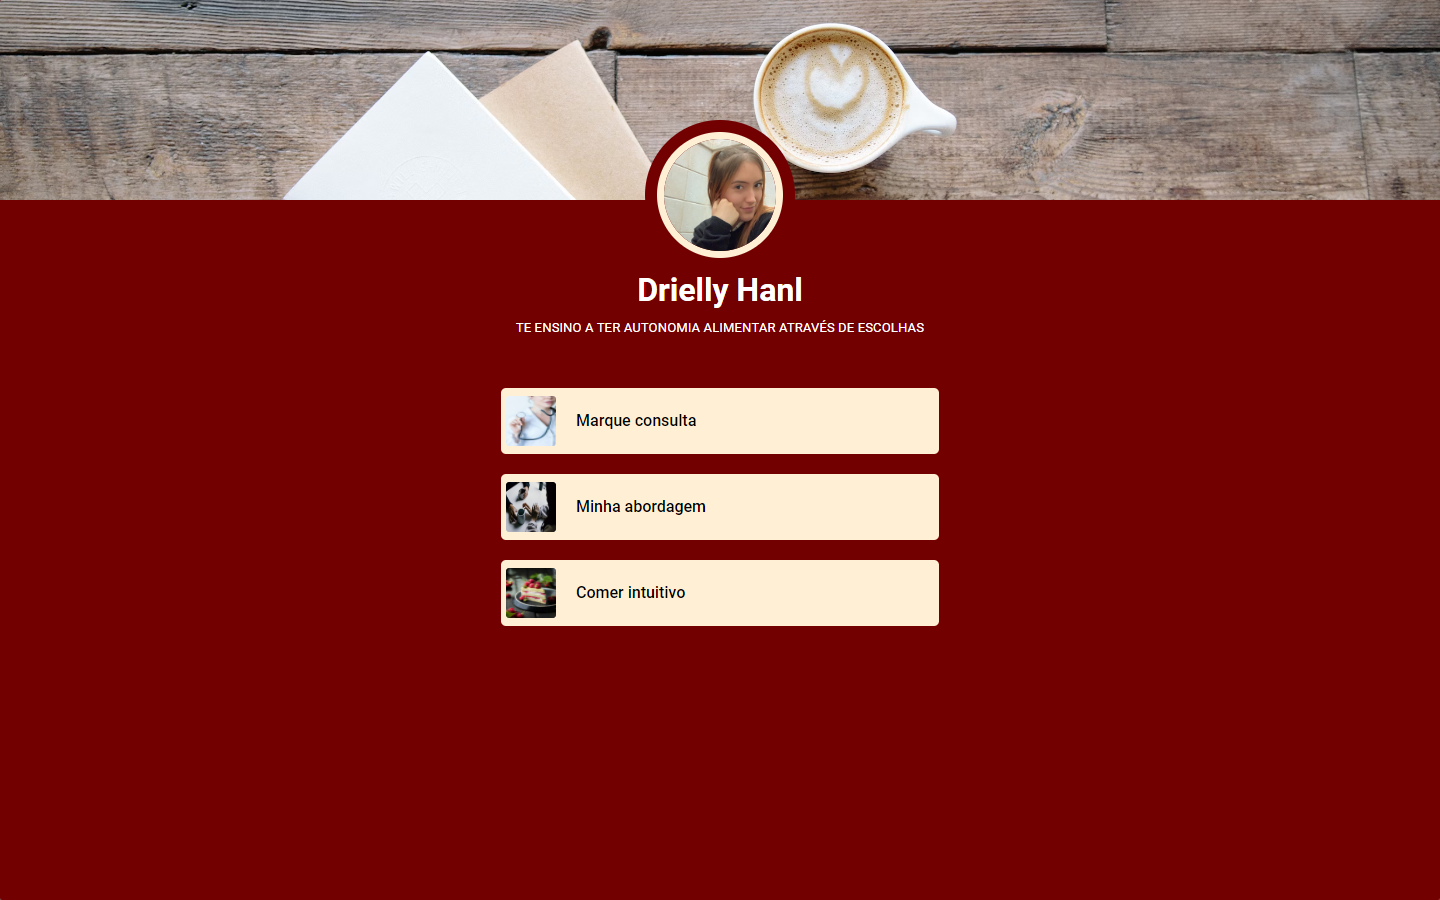 Drielly Hanl
TE ENSINO A TER AUTONOMIA ALIMENTAR ATRAVÉS DE ESCOLHAS
Marque consulta
Minha abordagem
Comer intuitivo